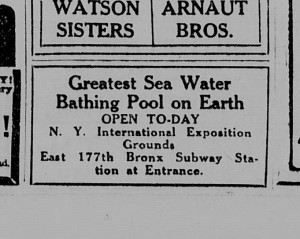 WATSON SISTERS
ARNAUT BROS.
Greatest Sea Water
Bathing Pool on Earth
OPEN TO-DAY
N. Y. International Exposition
Grounds
East 177th Bronx Subway Sta-
tion at Entrance.